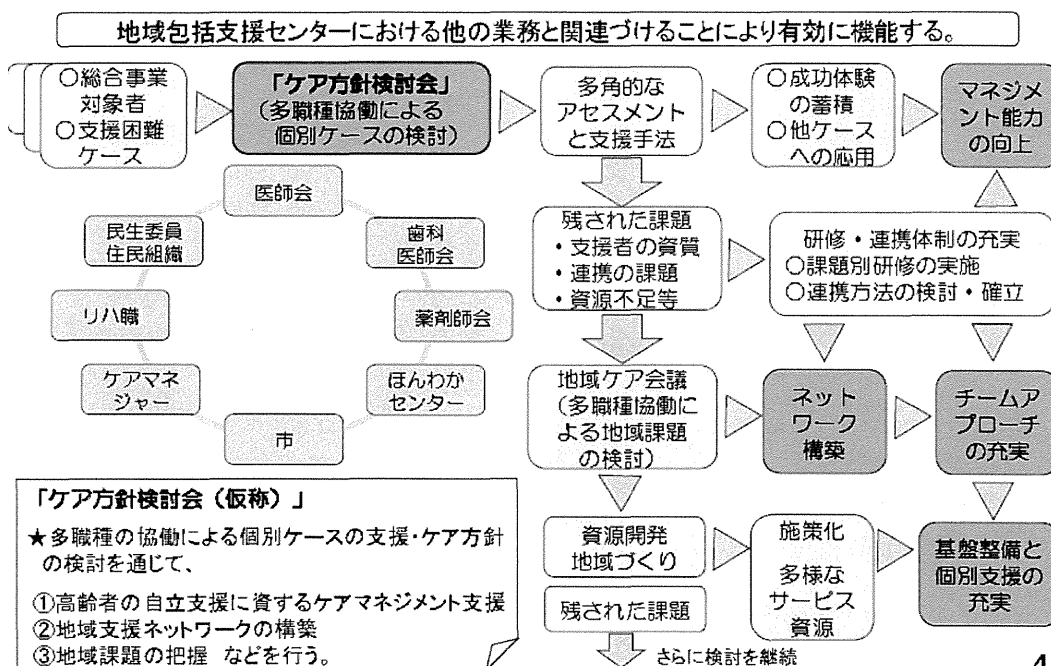 地域包括支援センターにおける他の業務と関連づけることにより有効に機能する。
○総合事業
対象者
○支援困難
ケース
「ケア方針検討会」
(多職種協働による
個別ケースの検討)
多角的な
アセスメント
と支援手法
○成功体験
の蓄積
○他ケース
への応用
マネジメ
ント能力
の向上
医師会
歯科
医師会
薬剤師会
ほんわか
センター
市
ケアマネ
ジャー
リハ職
民生委員
住民組織
残された課題
・支援者の資質
・連携の課題
・資源不足等
研修・連携体制の充実
○課題別研修の実施
○連携方法の検討・確立
地域ケア会議
(多職種協働に
よる地域課題
の検討)
ネット
ワーク
構築
チームア
プローチ
の充実
「ケア方針検討会（仮称）」
★多職種の協働による個別ケースの支援・ケア方針
の検討を通じて、
①高齢者の自立支援に資するケアマネジメント支援
②地域支援ネットワークの構築
③地域課題の把握 などを行う。
資源開発
地域づくり
施策化
多様な
サービス
資源
基盤整備と
個別支援の
充実
残された課題
さらに検討を継続
4